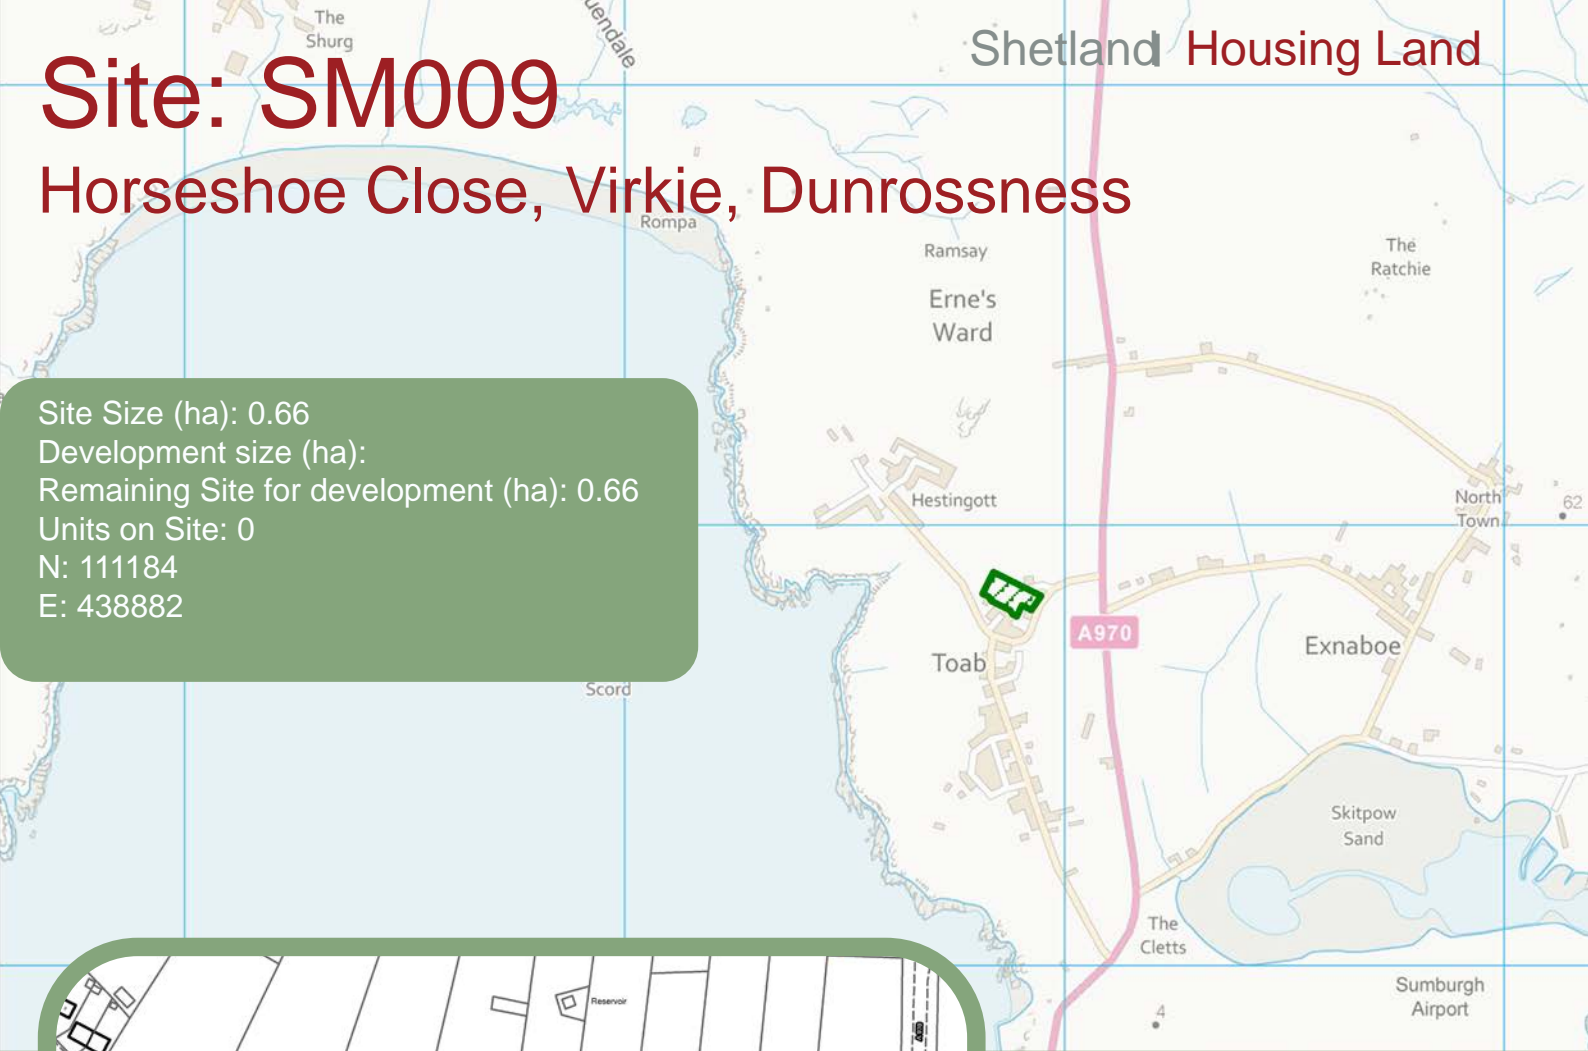 The
Shurg
Shetland Housing Land
Site: SM009
Horseshoe Close, Virkie, Dunrossness
Rompa
Ramsay
The
Ratchie
Erne's
Ward
Site Size (ha): 0.66
Development size (ha):
Remaining Site for development (ha): 0.66
Units on Site: 0
N: 111184
E: 438882
Hestingott
North
Town
62
A970
Toab
Exnaboe
Scord
Skitpow
Sand
The
Cletts
Sumburgh
Airport
4
Reservoir